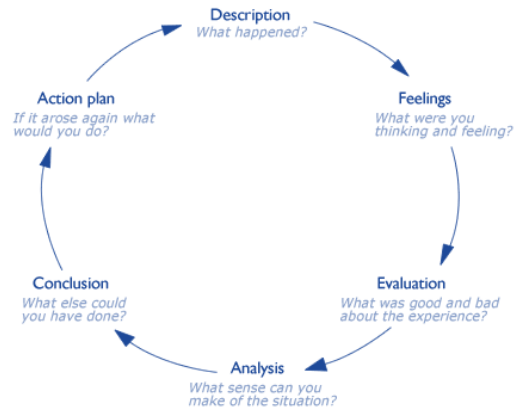 Description
What happened?
Feelings
What were you
thinking and feeling?
Evaluation
What was good and bad
about the experience?
Analysis
What sense can you
make of the situation?
Conclusion
What else could
you have done?
Action plan
If it arose again what
would you do?